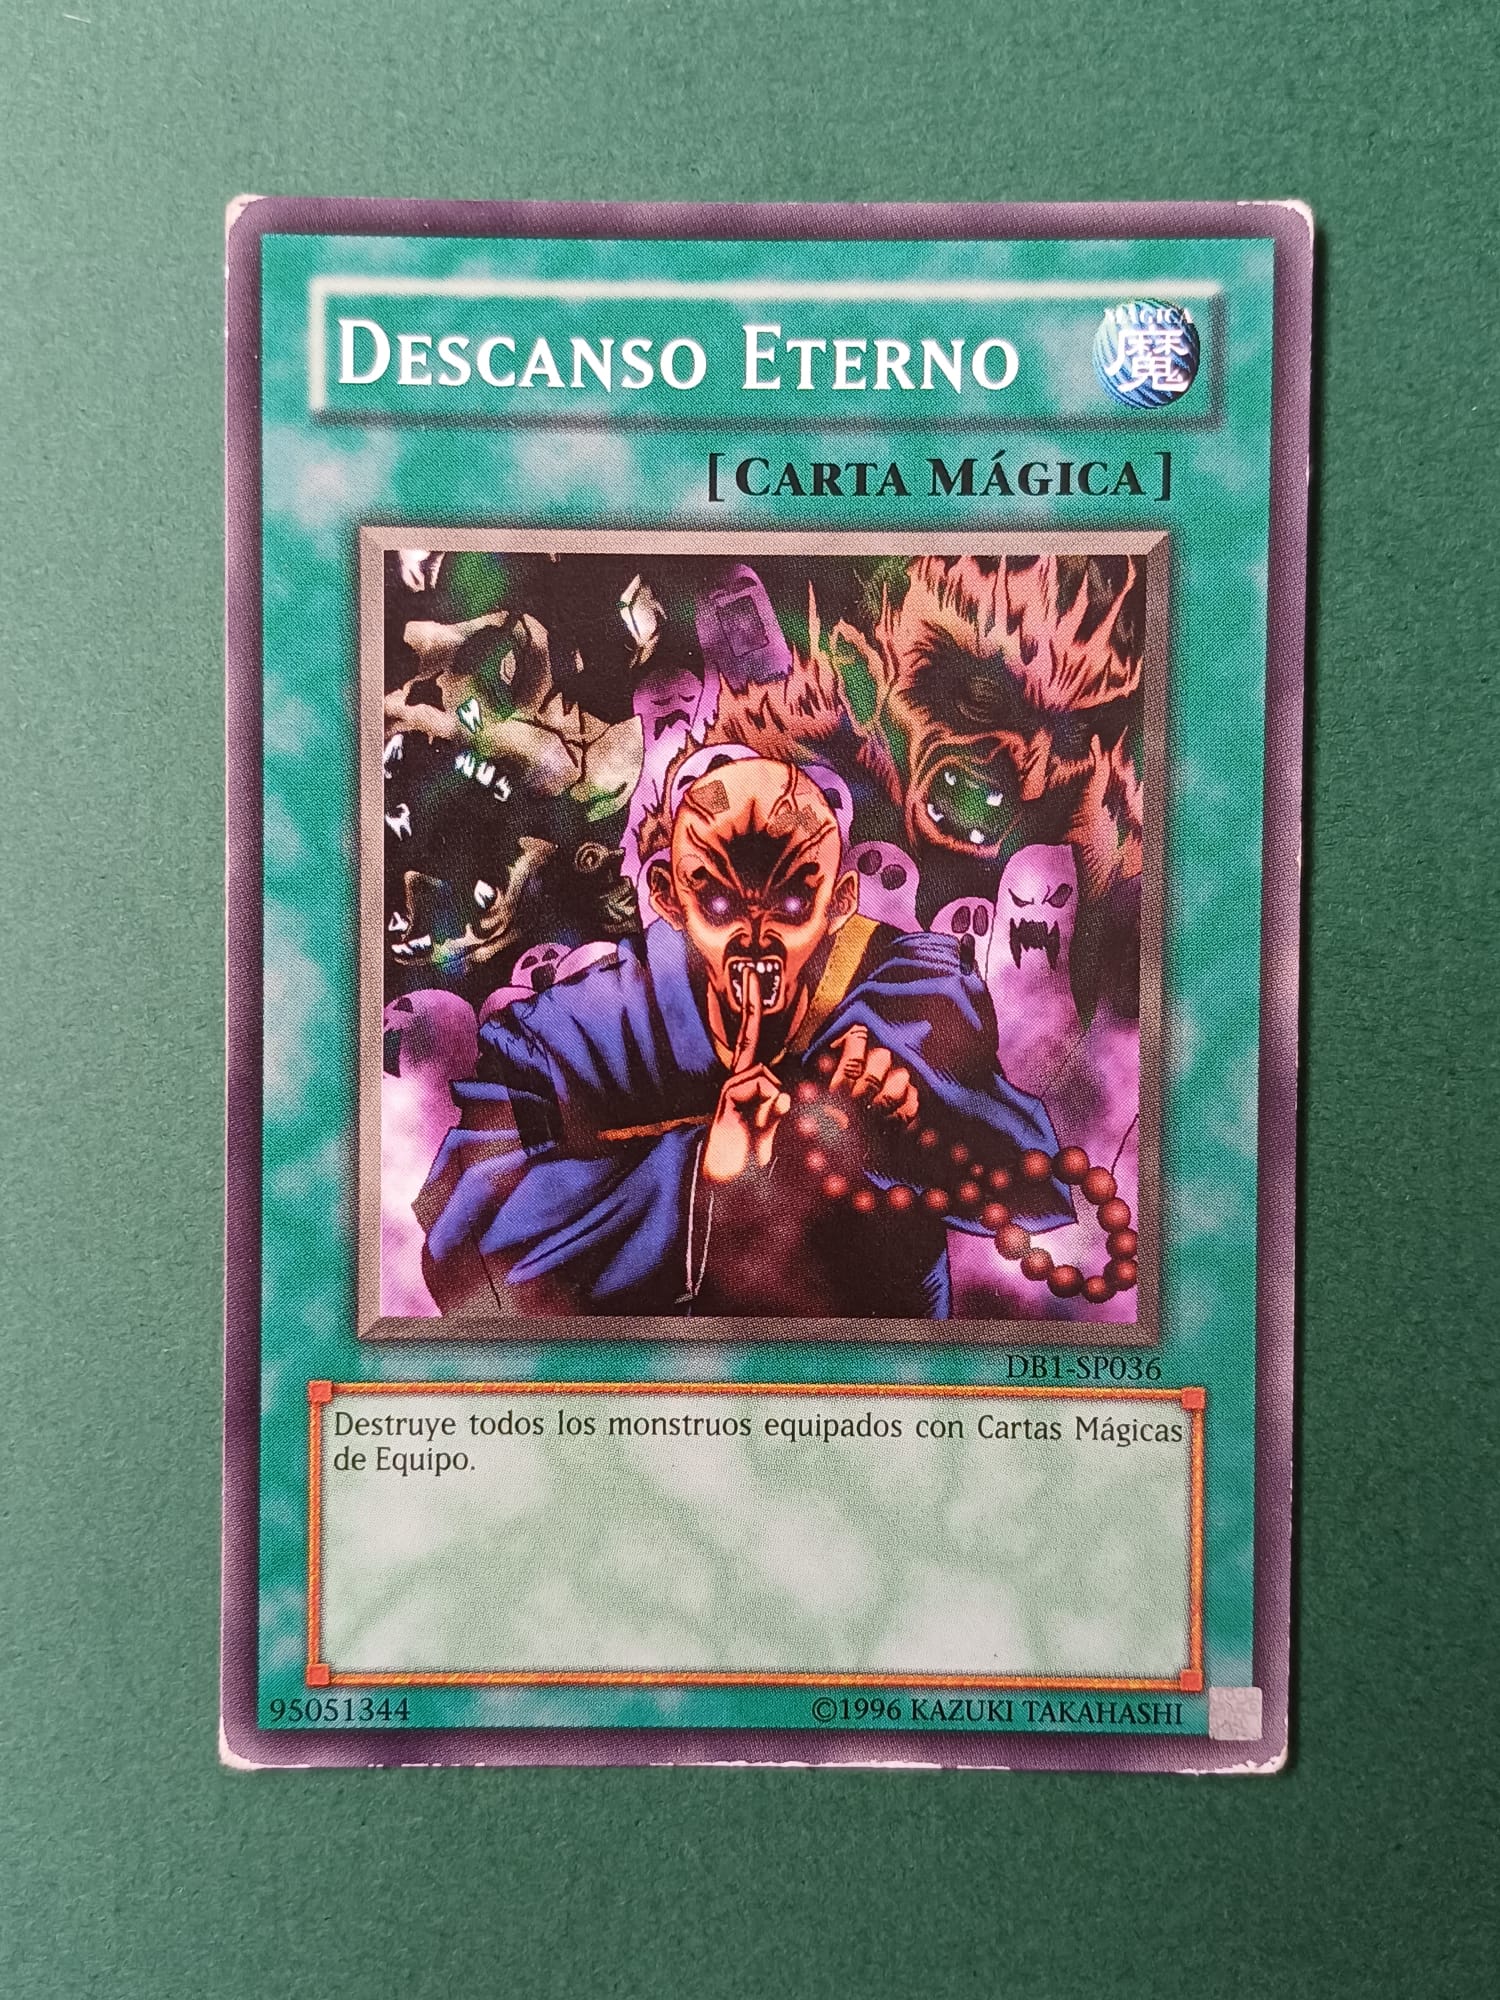 DESCANSO ETERNO
MÁGICA
魔
[CARTA MÁGICA]
DB1-SP036
Destruye todos los monstruos equipados con Cartas Mágicas
de Equipo.
95051344
©1996 KAZUKI TAKAHASHI